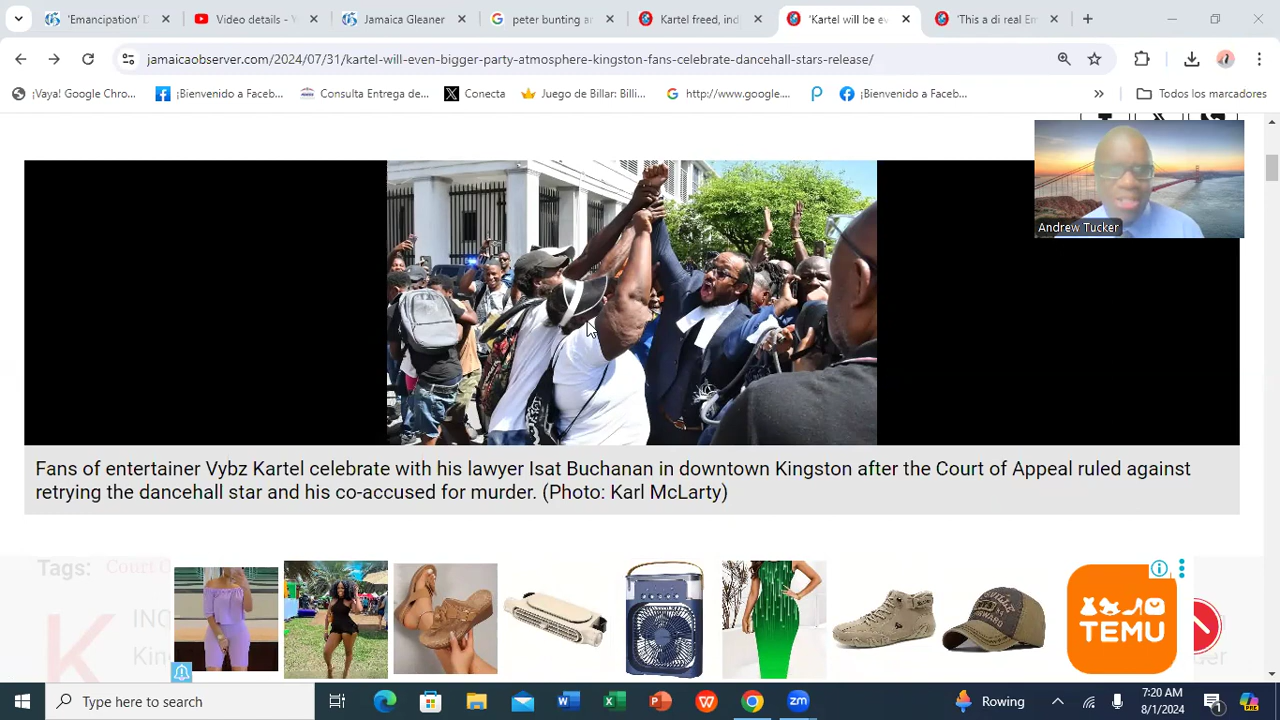 'Emancipation' D
Video details - Y
Jamaica Gleaner
peter bunting an
Kartel freed, ind
'Kartel will be ev
'This a di real Em
jamaicaobserver.com/2024/07/31/kartel-will-even-bigger-party-atmosphere-kingston-fans-celebrate-dancehall-stars-release/
¡Vaya! Google Chro...
¡Bienvenido a Faceb...
Consulta Entrega de...
Conecta
Juego de Billar: Billi...
http://www.google....
¡Bienvenido a Faceb...
Todos los marcadores
Andrew Tucker
Fans of entertainer Vybz Kartel celebrate with his lawyer Isat Buchanan in downtown Kingston after the Court of Appeal ruled against
retrying the dancehall star and his co-accused for murder. (Photo: Karl McLarty)
Tags: Court
TEMU
Type here to search
Rowing
7:20 AM
8/1/2024